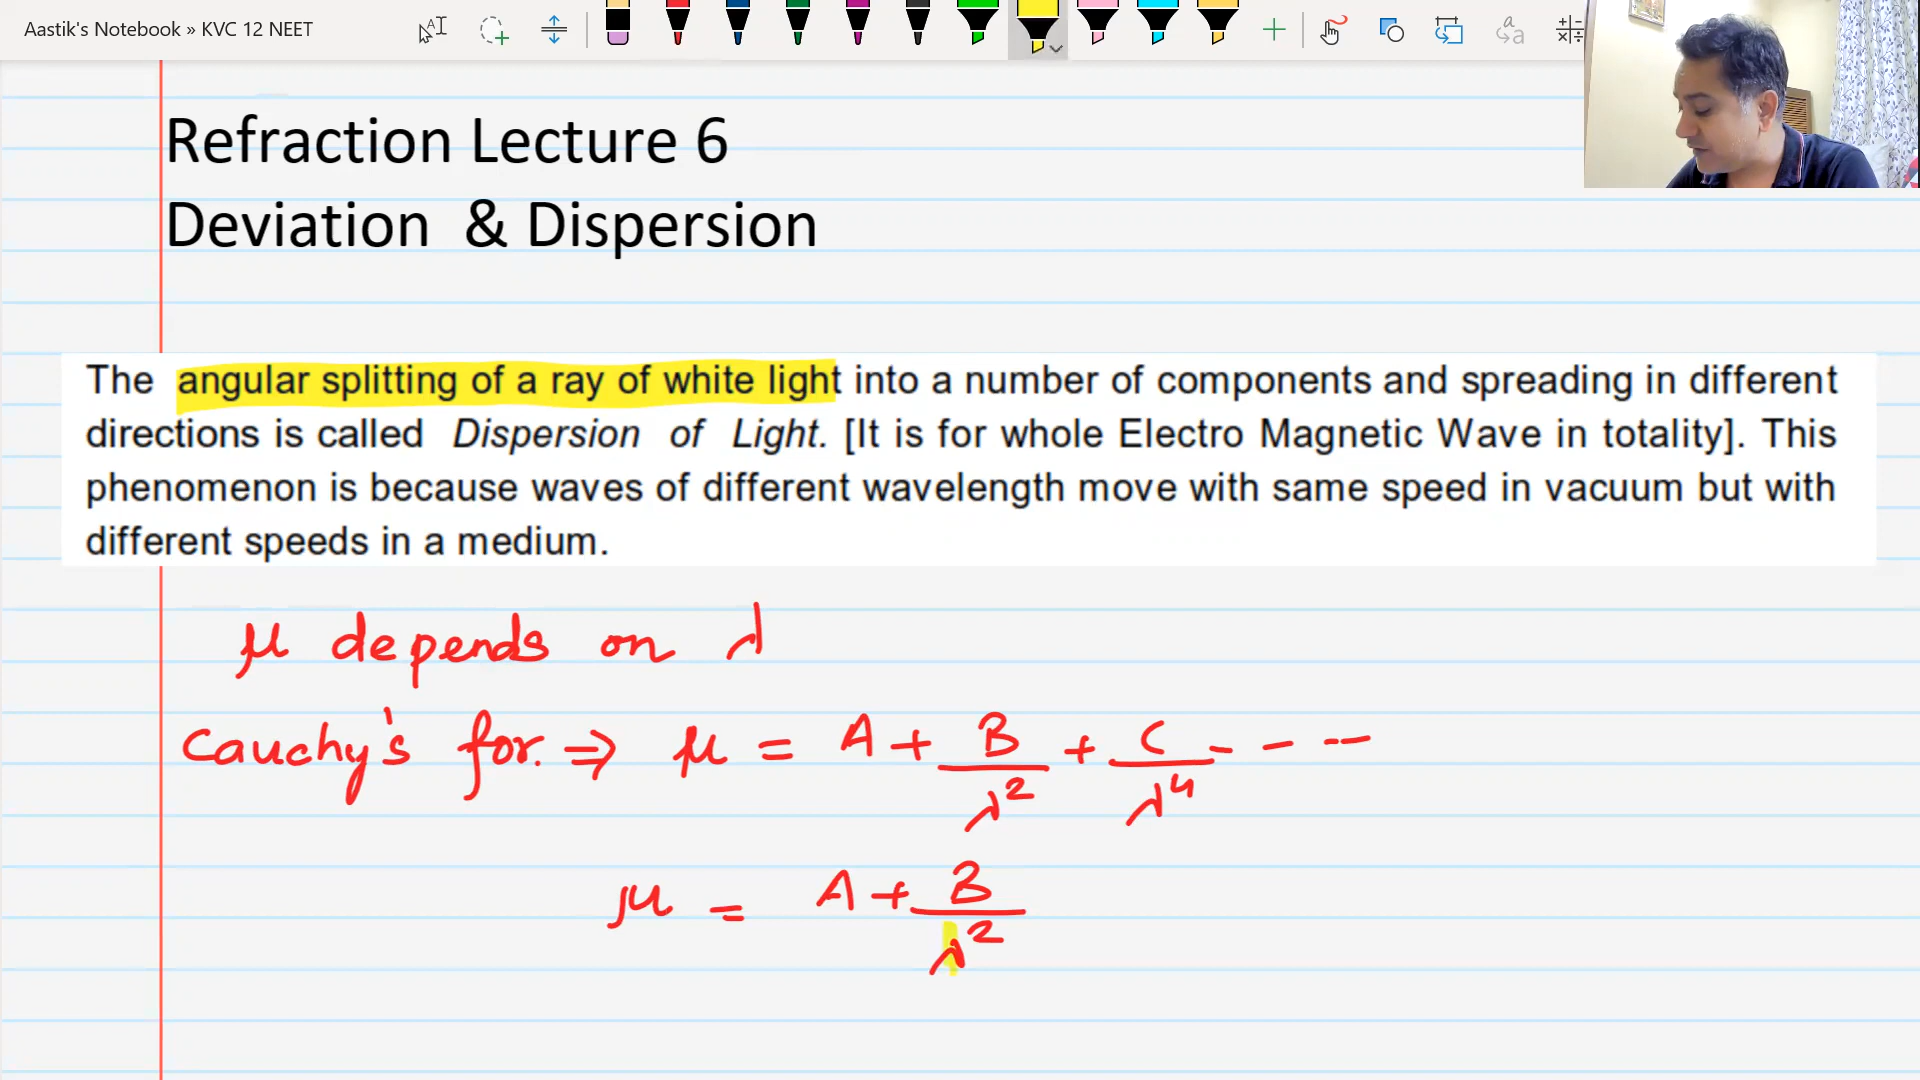 Aastik's Notebook » KVC 12 NEET
Refraction Lecture 6
Deviation & Dispersion
The angular splitting of a ray of white light into a number of components and spreading in different
directions is called Dispersion of Light. [It is for whole Electro Magnetic Wave in totality]. This
phenomenon is because waves of different wavelength move with same speed in vacuum but with
different speeds in a medium.
μ depends on λ
Cauchy's for. ⇒ μ = A + B/λ² + C/λ⁴ - - - -
μ = A + B/λ²